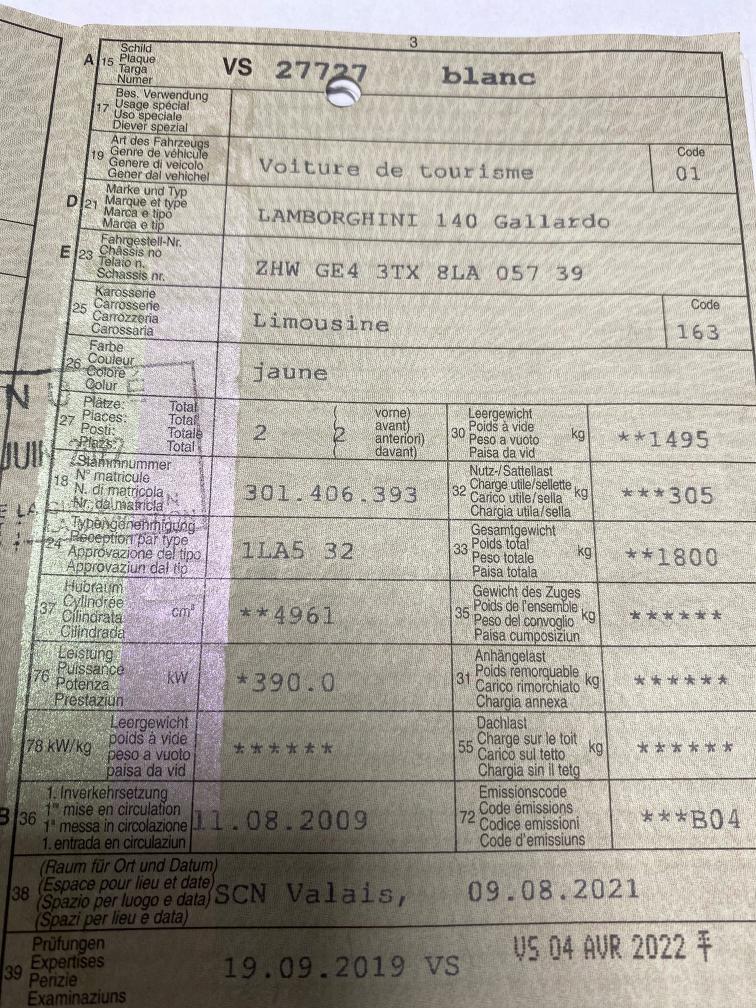 3
A 15 Schild
Plaque
Targa
Numer
VS 27727 blanc
17 Bes. Verwendung
Usage spécial
Uso speciale
Diever spezial
19 Art des Fahrzeugs
Genre de véhicule
Genere di veicolo
Gener dal vehichel
Voiture de tourisme
Code
01
D 21 Marke und Typ
Marque et type
Marca e tipo
Marca e tip
LAMBORGHINI 140 Gallardo
E 23 Fahrgestell-Nr.
Châssis no
Telaio n.
Schassis nr.
ZHW GE4 3TX 8LA 057 39
25 Karosserie
Carrosserie
Carrozzeria
Carossaria
Limousine
Code
163
26 Farbe
Couleur
Colore
Colur
jaune
27 Plätze: Total
Places: Total
Posti: Totale
Plazs: Total
2 ( 2 vorne)
avant)
anteriori)
davant)
30 Leergewicht
Poids à vide
Peso a vuoto
Paisa da vid
kg
**1495
18 Stammnummer
N° matricule
N. di matricola
Nr. da matricla
301.406.393
32 Nutz-/Sattellast
Charge utile/sellette
Carico utile/sella
Chargia utila/sella
kg
***305
24 Typengenehmigung
Réception par type
Approvazione del tipo
Approvaziun dal tip
1LA5 32
33 Gesamtgewicht
Poids total
Peso totale
Paisa totala
kg
**1800
37 Hubraum
Cylindrée
Cilindrata
Cilindrada
cm³
**4961
35 Gewicht des Zuges
Poids de l'ensemble
Peso del convoglio
Paisa cumposiziun
kg
******
76 Leistung
Puissance
Potenza
Prestaziun
kW
*390.0
31 Anhängelast
Poids remorquable
Carico rimorchiato
Chargia annexa
kg
******
78 kW/kg Leergewicht
poids à vide
peso a vuoto
paisa da vid
******
55 Dachlast
Charge sur le toit
Carico sul tetto
Chargia sin il tetg
kg
******
B 36 1. Inverkehrsetzung
1re mise en circulation
1a messa in circolazione
1. entrada en circulaziun
11.08.2009
72 Emissionscode
Code émissions
Codice emissioni
Code d'emissiuns
***B04
38 (Raum für Ort und Datum)
(Espace pour lieu et date)
(Spazio per luogo e data)
(Spazi per lieu e data)
SCN Valais, 09.08.2021
39 Prüfungen
Expertises
Perizie
Examinaziuns
19.09.2019 VS
VS 04 AVR 2022
JUIN